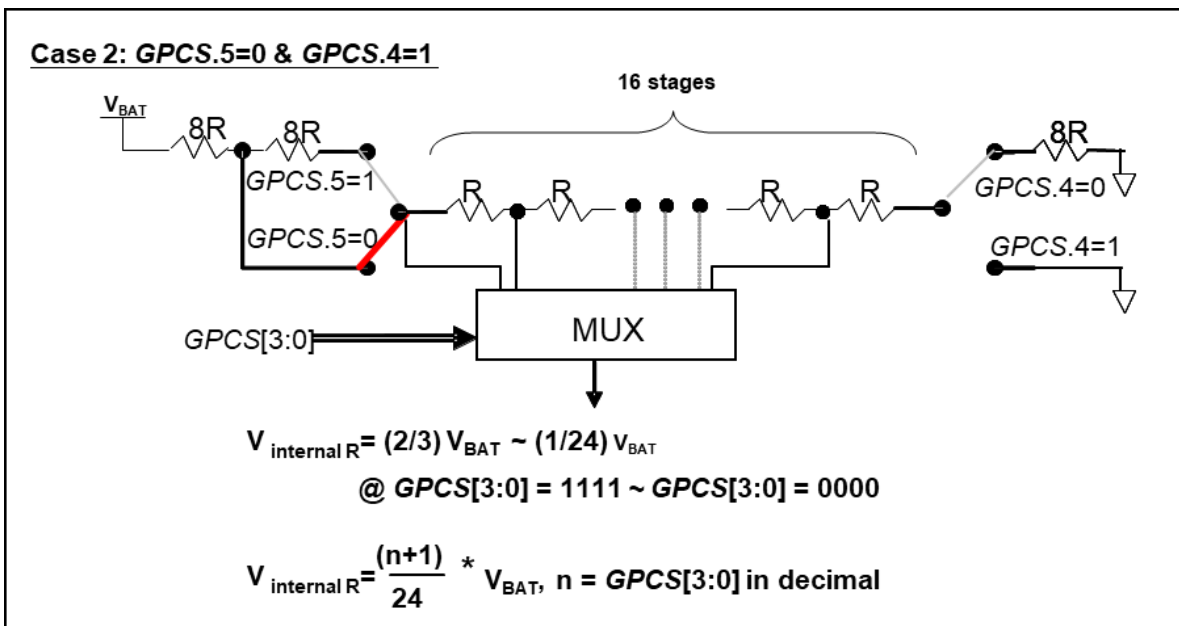 Case 2: GPCS.5=0 & GPCS.4=1
16 stages
VBAT
8R
8R
8R
GPCS.5=1
GPCS.4=0
R
R
R
R
GPCS.5=0
GPCS.4=1
MUX
GPCS[3:0]
V internal R= (2/3) VBAT ~ (1/24) VBAT
@ GPCS[3:0] = 1111 ~ GPCS[3:0] = 0000
V internal R= (n+1)/24 * VBAT, n = GPCS[3:0] in decimal